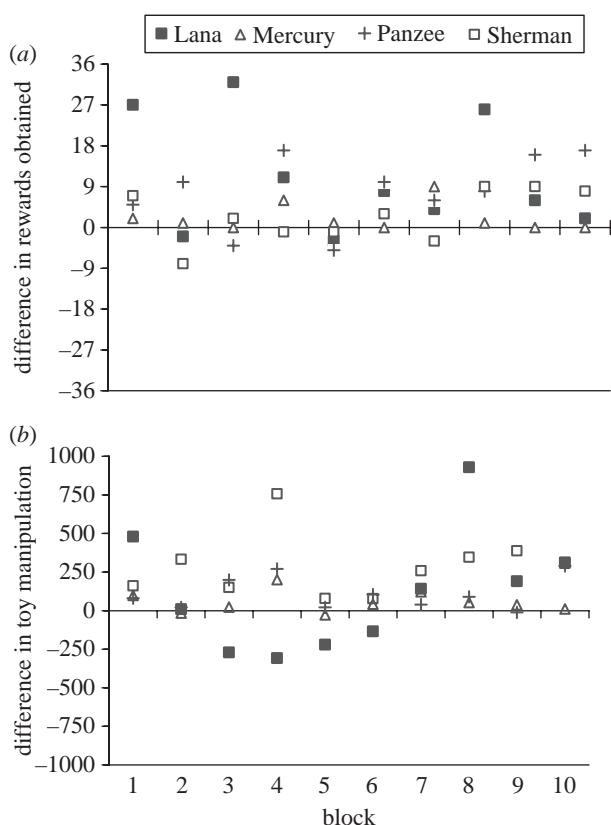 Lana Mercury Panzee Sherman
(a)
difference in rewards obtained
36
27
18
9
0
–9
–18
–27
–36
(b)
difference in toy manipulation
1000
750
500
250
0
–250
–500
–750
–1000
1 2 3 4 5 6 7 8 9 10
block